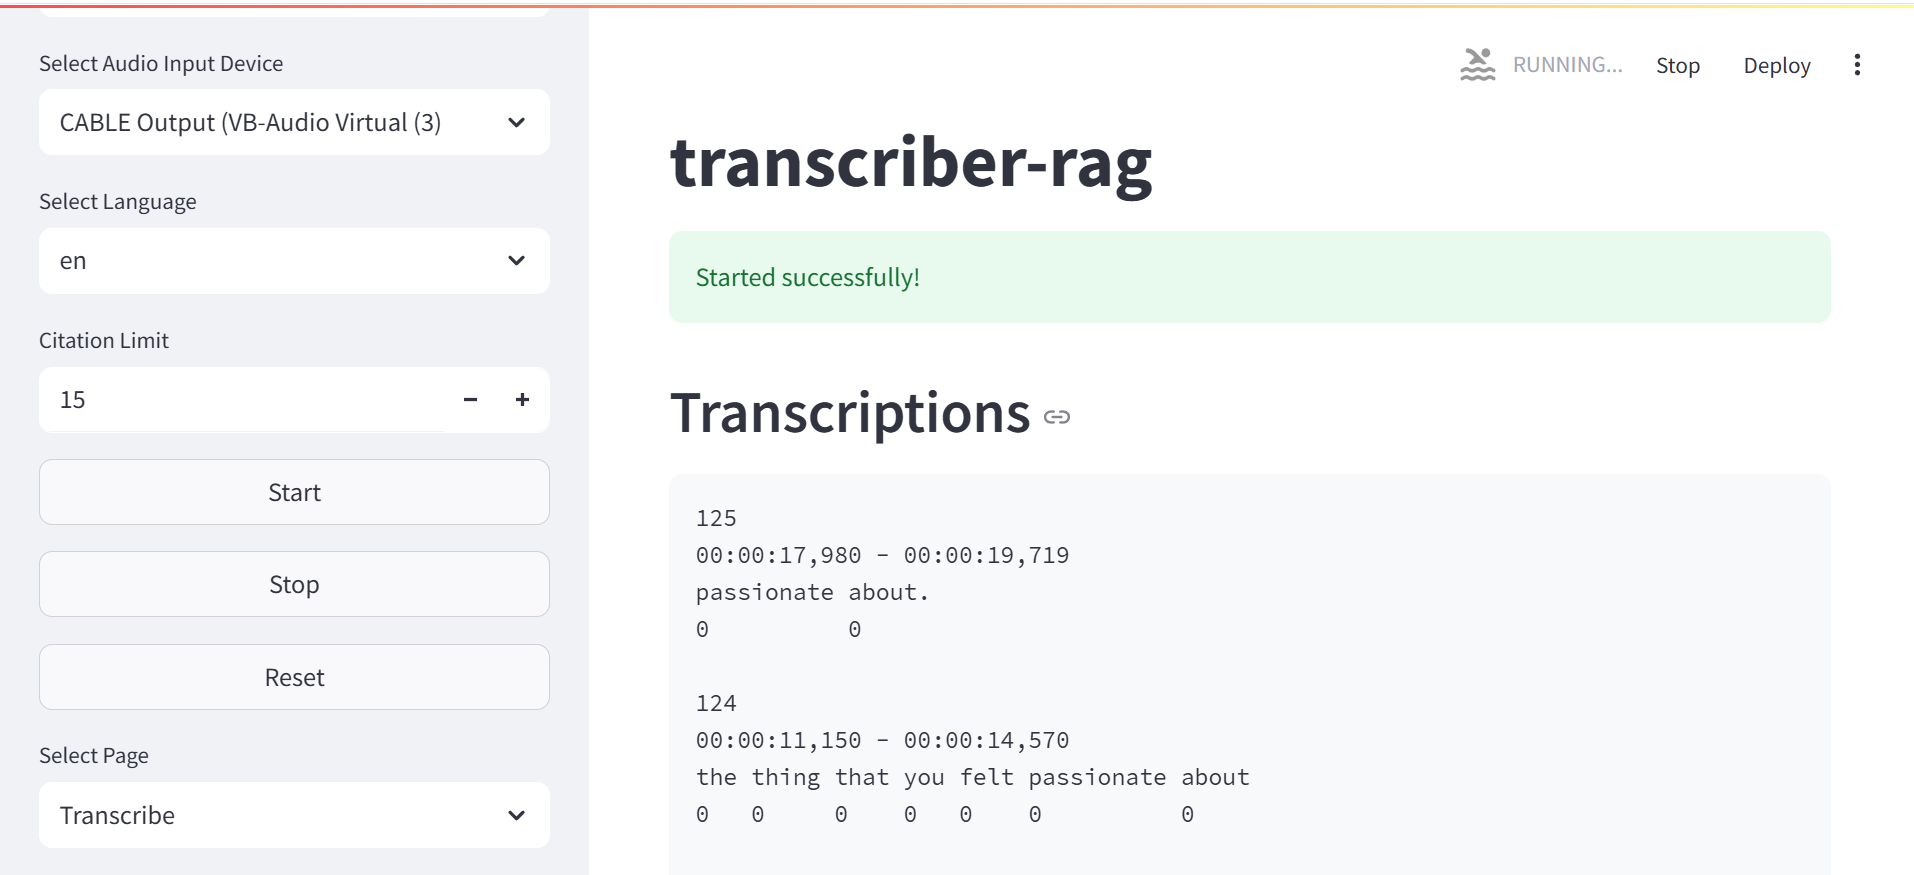 Select Audio Input Device
CABLE Output (VB-Audio Virtual (3)
Select Language
en
Citation Limit
15
Start
Stop
Reset
Select Page
Transcribe
RUNNING... Stop Deploy
transcriber-rag
Started successfully!
Transcriptions
125
00:00:17,980 - 00:00:19,719
passionate about.
0 0
124
00:00:11,150 - 00:00:14,570
the thing that you felt passionate about
0 0 0 0 0 0 0